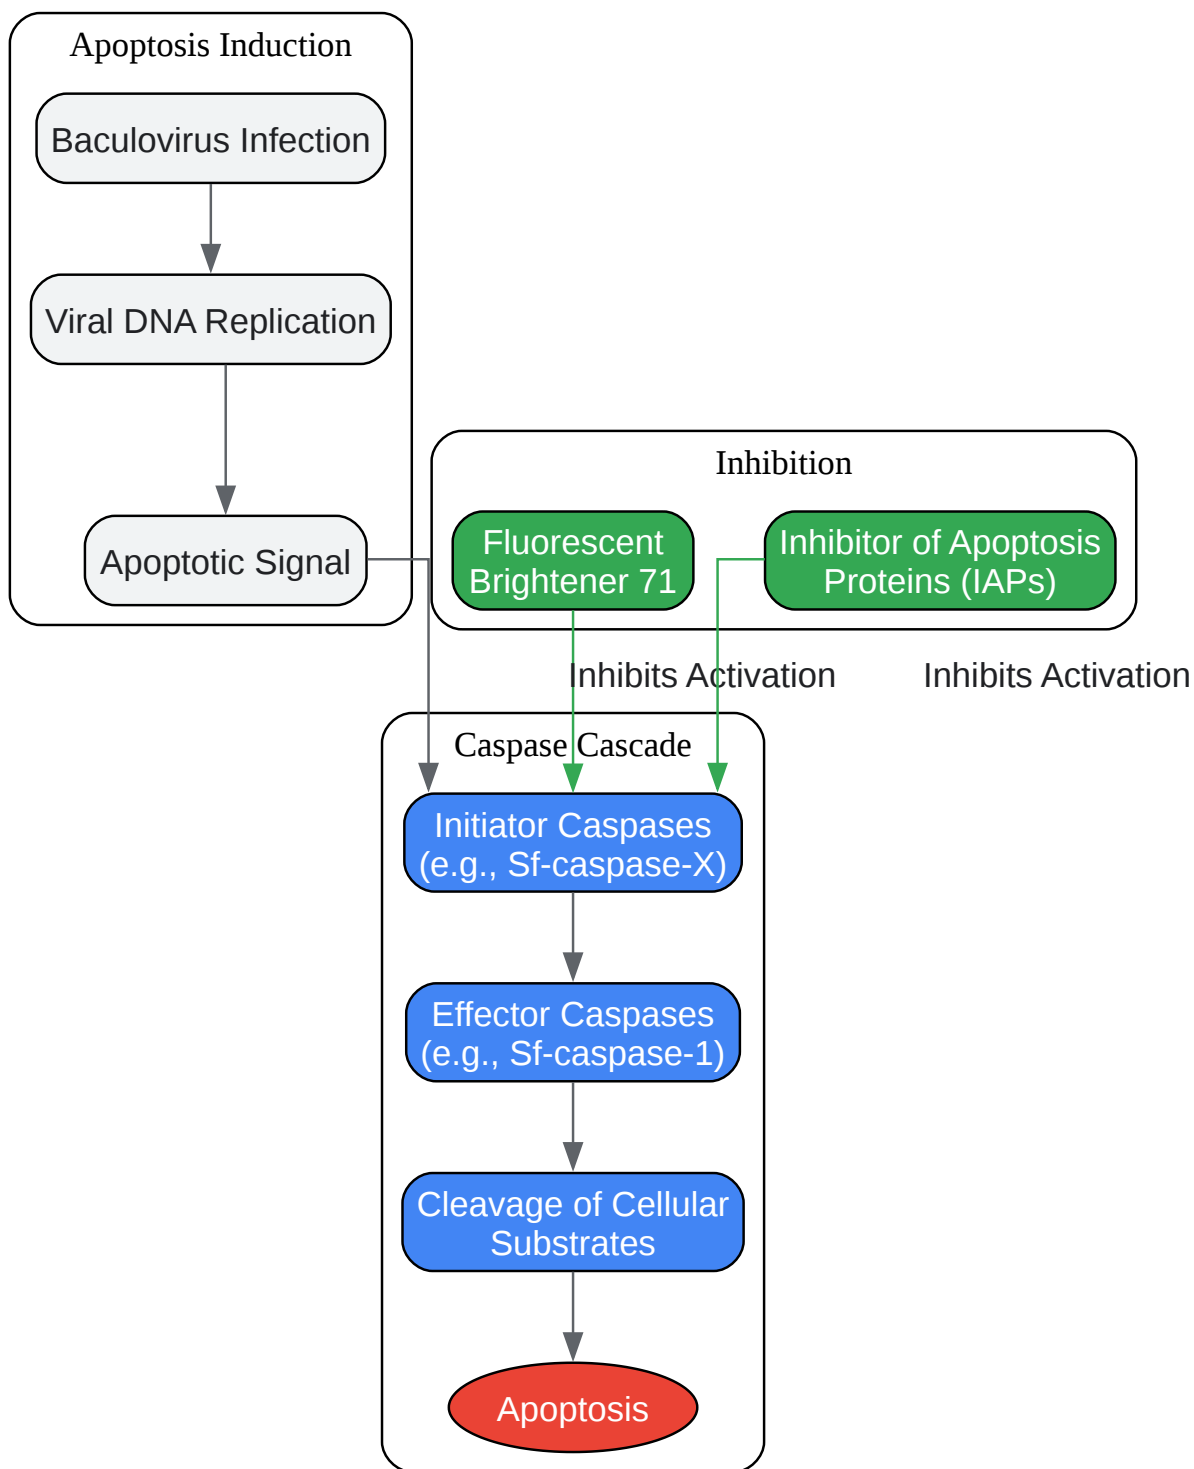 Apoptosis Induction
Baculovirus Infection
Viral DNA Replication
Apoptotic Signal
Inhibition
Fluorescent
Brightener 71
Inhibitor of Apoptosis
Proteins (IAPs)
Inhibits Activation
Inhibits Activation
Caspase Cascade
Initiator Caspases
(e.g., Sf-caspase-X)
Effector Caspases
(e.g., Sf-caspase-1)
Cleavage of Cellular
Substrates
Apoptosis